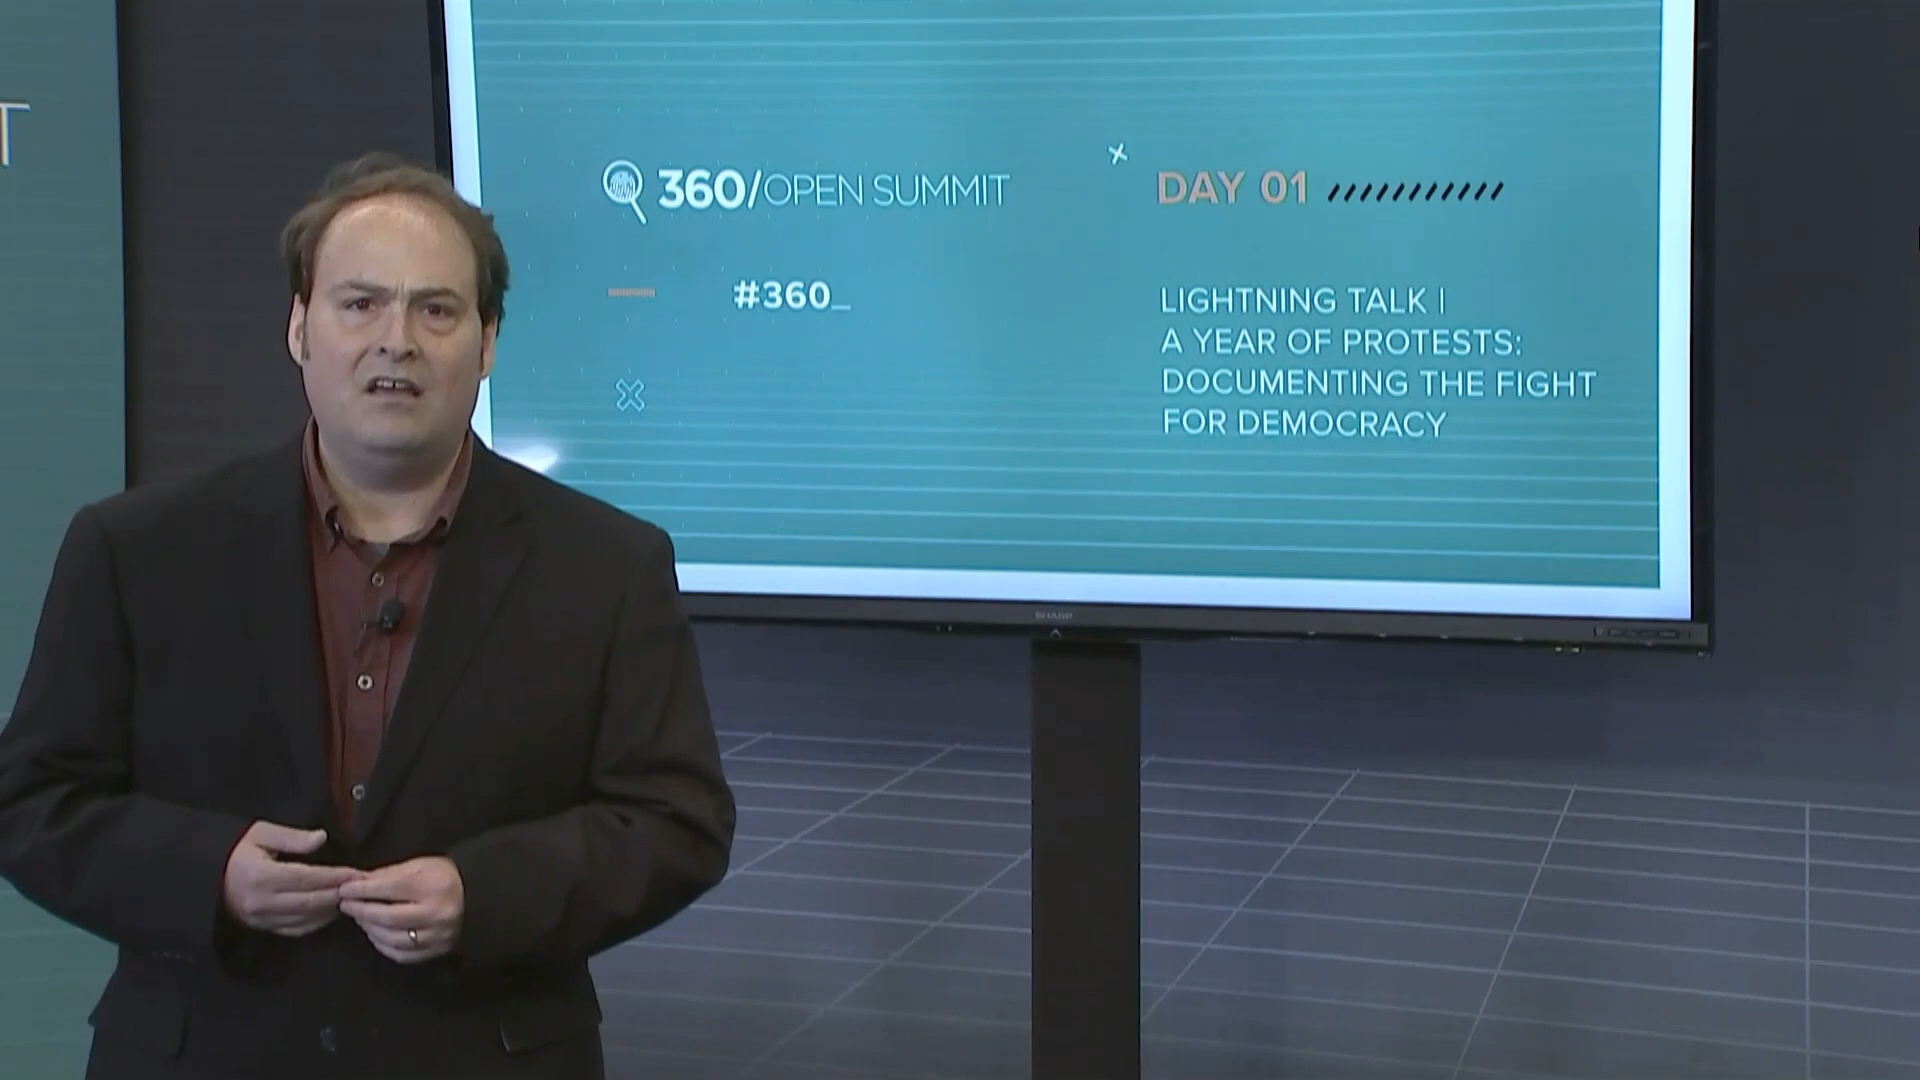 T
360/OPEN SUMMIT
#360_
DAY 01
LIGHTNING TALK |
A YEAR OF PROTESTS:
DOCUMENTING THE FIGHT
FOR DEMOCRACY
SHARP